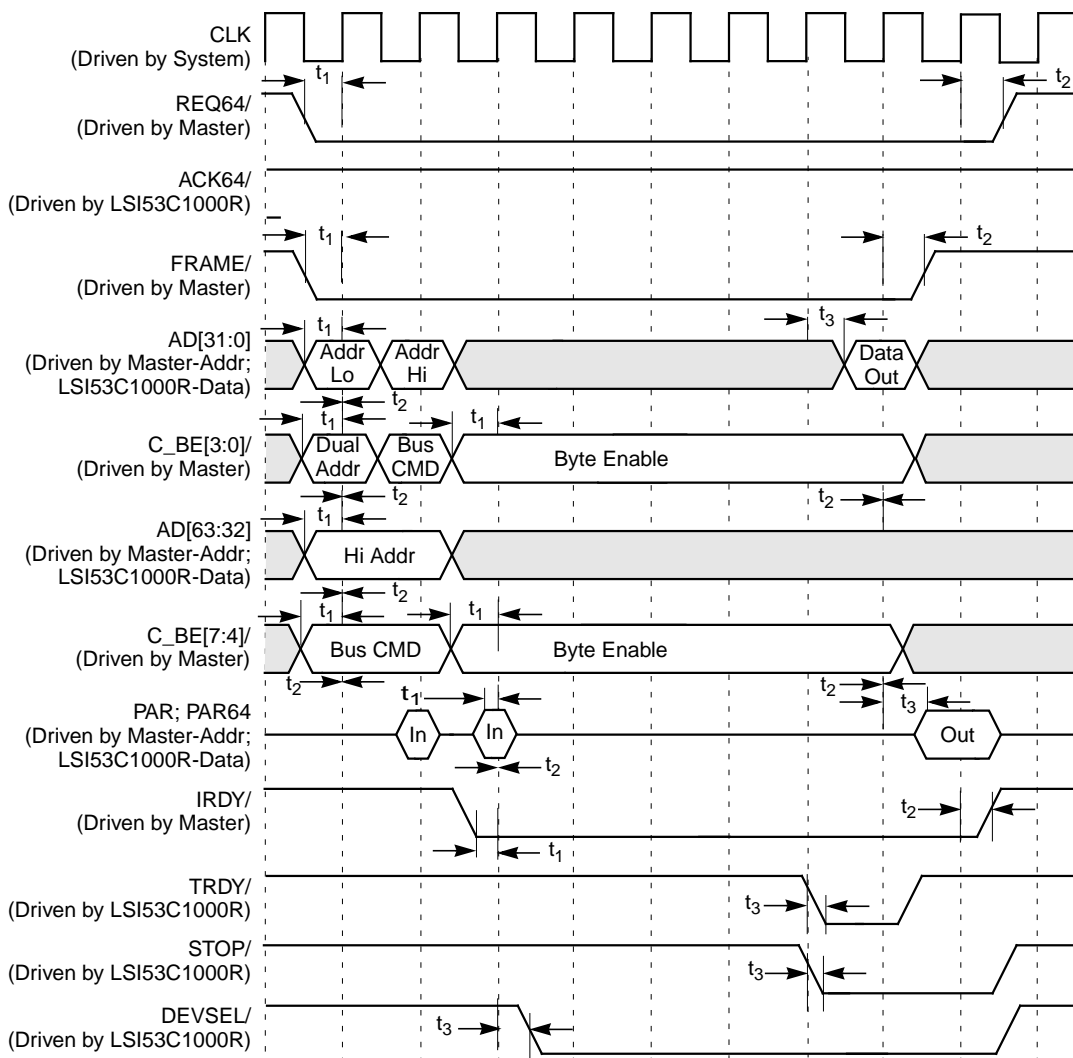 CLK
(Driven by System)
t1
t2
REQ64/
(Driven by Master)
ACK64/
(Driven by LSI53C1000R)
t1
t2
FRAME/
(Driven by Master)
t3
AD[31:0]
(Driven by Master-Addr;
LSI53C1000R-Data)
t1
Addr
Lo
Addr
Hi
Data
Out
t2
t1
t1
C_BE[3:0]/
(Driven by Master)
Dual
Addr
Bus
CMD
Byte Enable
t2
t2
AD[63:32]
(Driven by Master-Addr;
LSI53C1000R-Data)
t1
Hi Addr
t2
t1
t1
C_BE[7:4]/
(Driven by Master)
Bus CMD
Byte Enable
t2
t2
t1
t3
PAR; PAR64
(Driven by Master-Addr;
LSI53C1000R-Data)
In
In
Out
t2
IRDY/
(Driven by Master)
t2
t1
TRDY/
(Driven by LSI53C1000R)
t3
STOP/
(Driven by LSI53C1000R)
t3
DEVSEL/
(Driven by LSI53C1000R)
t3